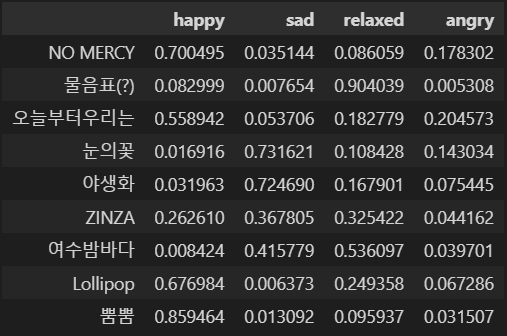 happy sad relaxed angry
NO MERCY 0.700495 0.035144 0.086059 0.178302
물음표(?) 0.082999 0.007654 0.904039 0.005308
오늘부터우리는 0.558942 0.053706 0.182779 0.204573
눈의꽃 0.016916 0.731621 0.108428 0.143034
야생화 0.031963 0.724690 0.167901 0.075445
ZINZA 0.262610 0.367805 0.325422 0.044162
여수밤바다 0.008424 0.415779 0.536097 0.039701
Lollipop 0.676984 0.006373 0.249358 0.067286
뿜뿜 0.859464 0.013092 0.095937 0.031507